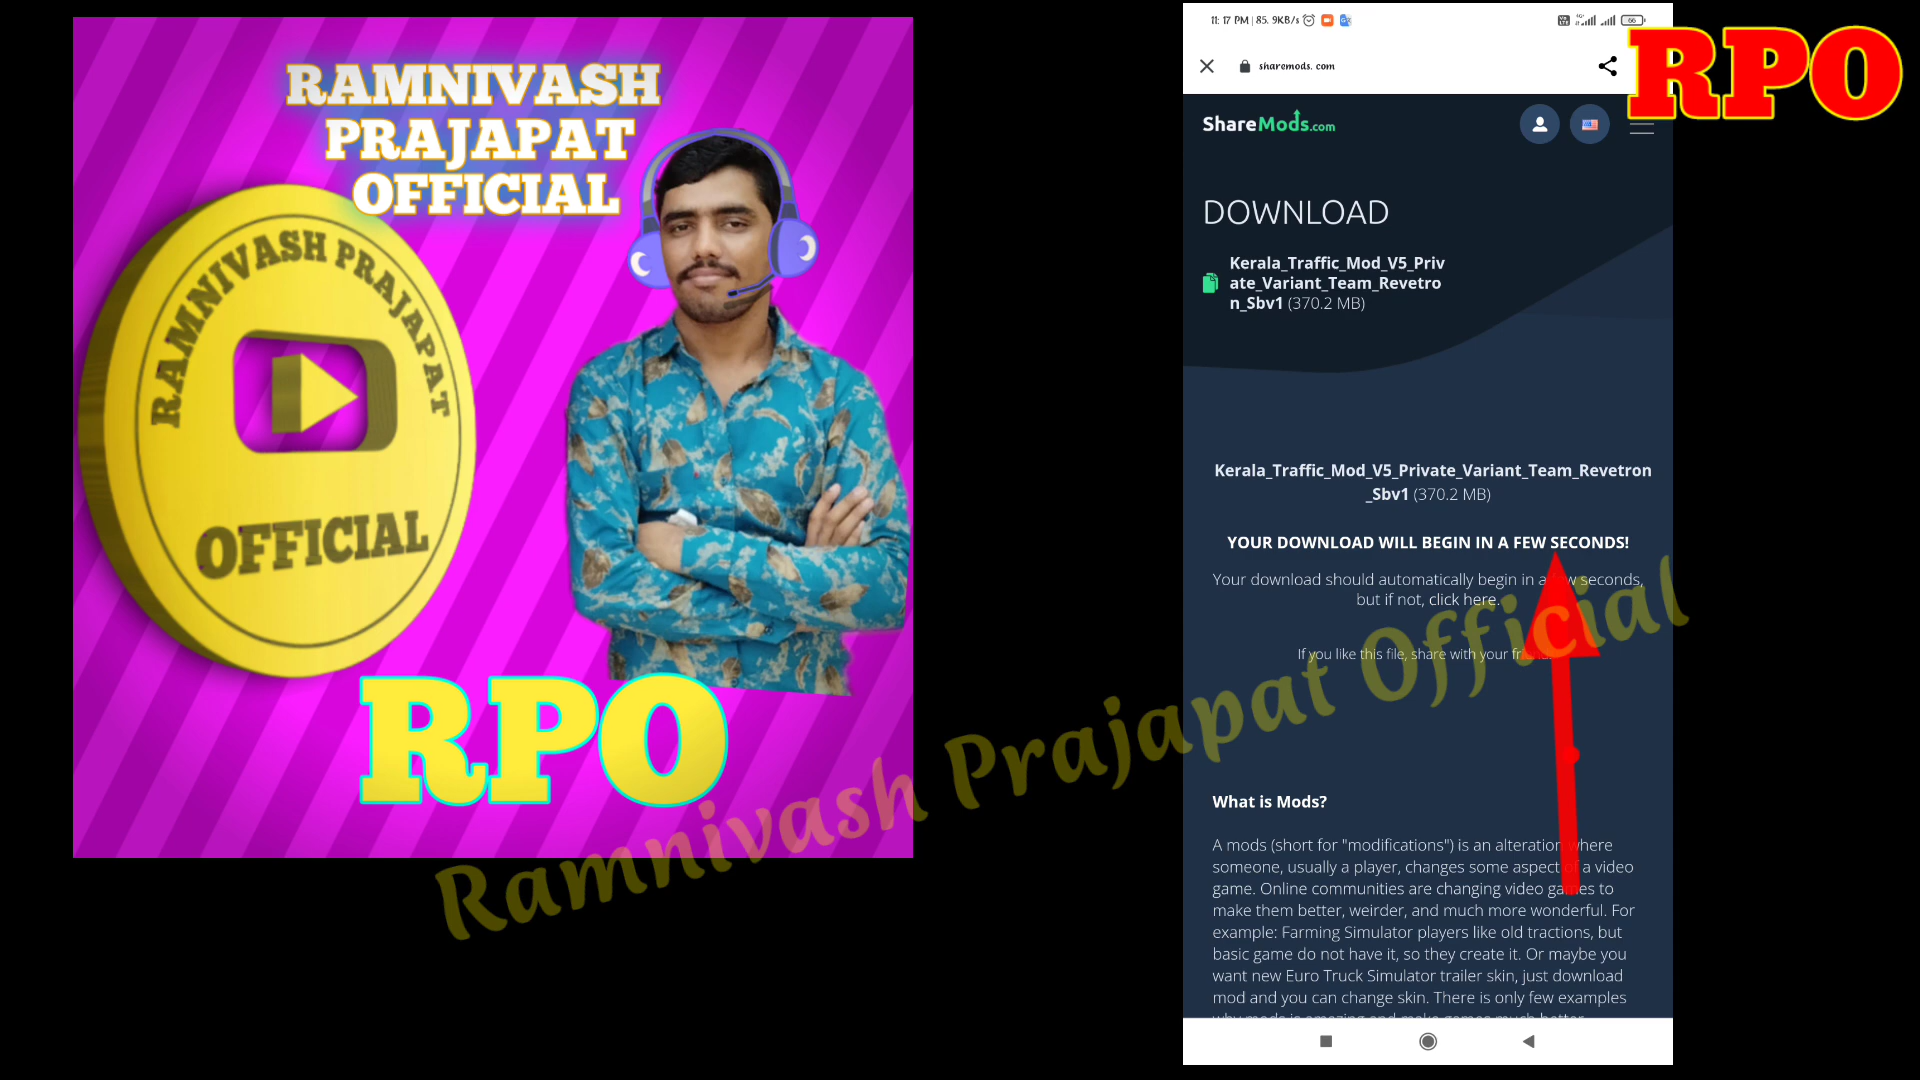 RAMNIVASH
PRAJAPAT
OFFICIAL
RAMNIVASH PRAJAPAT
OFFICIAL
RPO
Ramnivash Prajapat Official
RPO
11:17 PM | 85.9KB/s
66
sharemods.com
ShareMods.com
DOWNLOAD
Kerala_Traffic_Mod_V5_Priv
ate_Variant_Team_Revetro
n_Sbv1 (370.2 MB)
Kerala_Traffic_Mod_V5_Private_Variant_Team_Revetron
_Sbv1 (370.2 MB)
YOUR DOWNLOAD WILL BEGIN IN A FEW SECONDS!
Your download should automatically begin in a few seconds,
but if not, click here.
If you like this file, share with your
What is Mods?
A mods (short for "modifications") is an alteration where
someone, usually a player, changes some aspect of a video
game. Online communities are changing video games to
make them better, weirder, and much more wonderful. For
example: Farming Simulator players like old tractions, but
basic game do not have it, so they create it. Or maybe you
want new Euro Truck Simulator trailer skin, just download
mod and you can change skin. There is only few examples